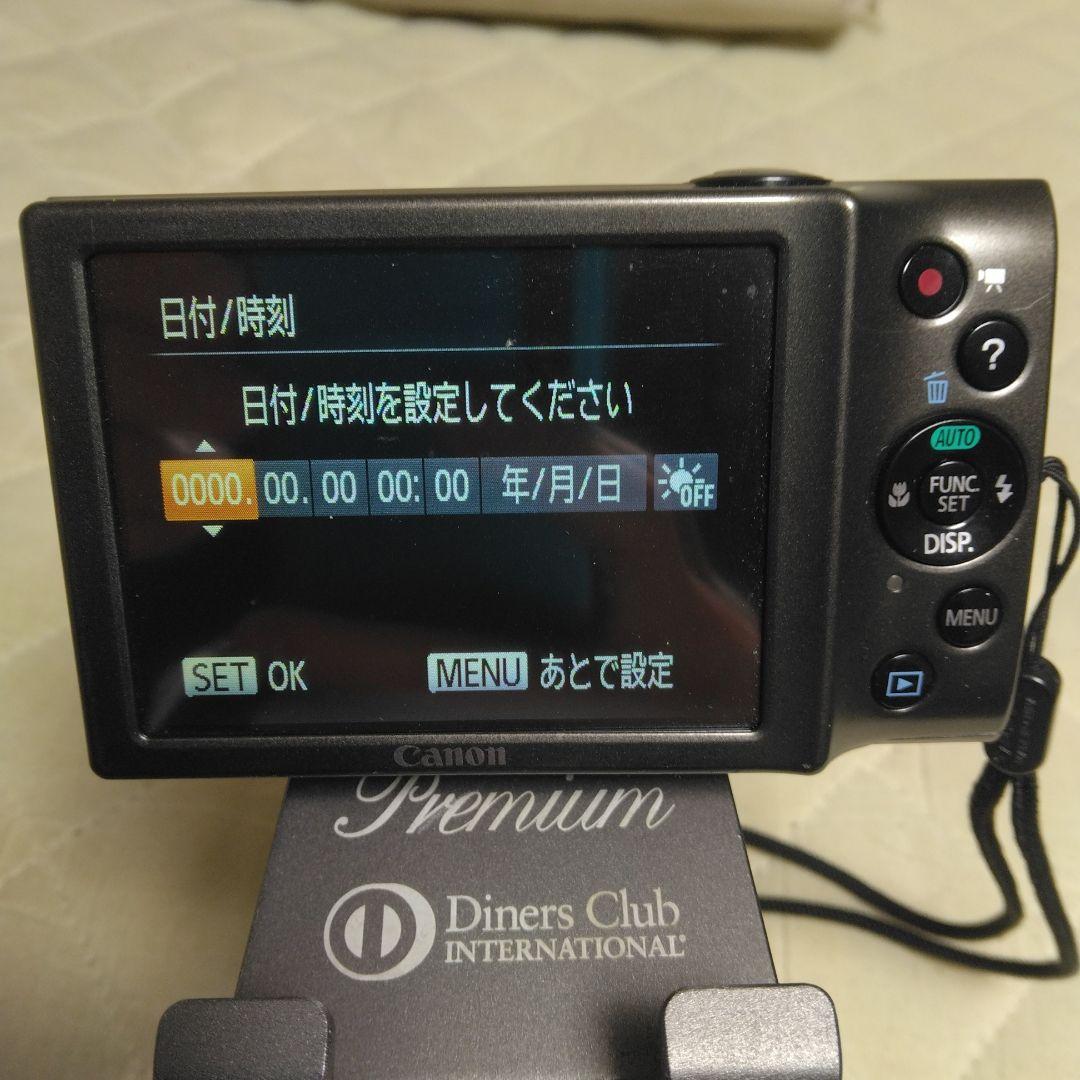 日付/時刻
日付/時刻を設定してください
0000. 00. 00 00: 00 年/月/日 OFF
SET OK MENU あとで設定
?
AUTO
FUNC.
SET
DISP.
MENU
Canon
Premium
Diners Club
INTERNATIONAL®